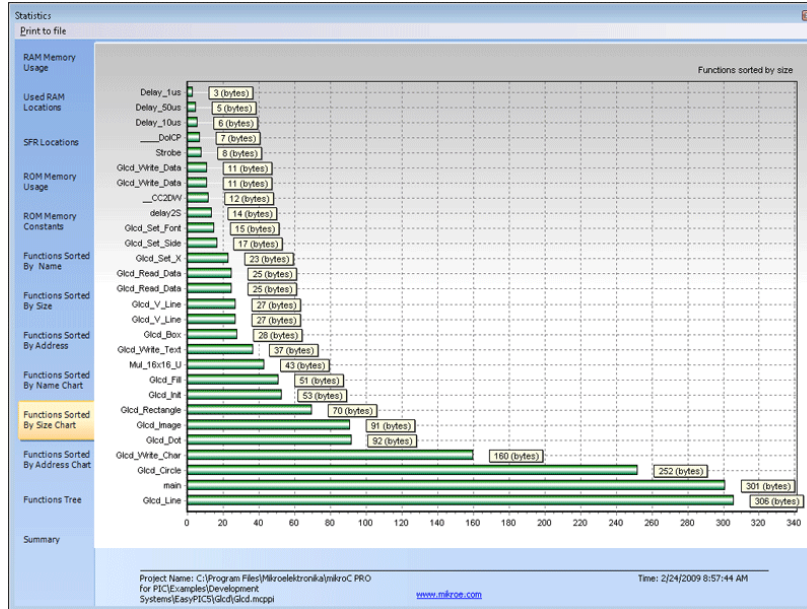 Statistics
Print to file
RAM Memory
Usage
Used RAM
Locations
SFR Locations
ROM Memory
Usage
ROM Memory
Constants
Functions Sorted
By Name
Functions Sorted
By Size
Functions Sorted
By Address
Functions Sorted
By Name Chart
Functions Sorted
By Size Chart
Functions Sorted
By Address Chart
Functions Tree
Summary
Functions sorted by size
Delay_1us 3 (bytes)
Delay_50us 5 (bytes)
Delay_10us 6 (bytes)
____DoICP 7 (bytes)
Strobe 8 (bytes)
Glcd_Write_Data 11 (bytes)
Glcd_Write_Data 11 (bytes)
__CC2DW 12 (bytes)
delay2S 14 (bytes)
Glcd_Set_Font 15 (bytes)
Glcd_Set_Side 17 (bytes)
Glcd_Set_X 23 (bytes)
Glcd_Read_Data 25 (bytes)
Glcd_Read_Data 25 (bytes)
Glcd_V_Line 27 (bytes)
Glcd_V_Line 27 (bytes)
Glcd_Box 28 (bytes)
Glcd_Write_Text 37 (bytes)
Mul_16x16_U 43 (bytes)
Glcd_Fill 51 (bytes)
Glcd_Init 53 (bytes)
Glcd_Rectangle 70 (bytes)
Glcd_Image 91 (bytes)
Glcd_Dot 92 (bytes)
Glcd_Write_Char 160 (bytes)
Glcd_Circle 252 (bytes)
main 301 (bytes)
Glcd_Line 306 (bytes)
0 20 40 60 80 100 120 140 160 180 200 220 240 260 280 300 320 340
Project Name: C:\Program Files\Mikroelektronika\mikroC PRO
for PIC\Examples\Development
Systems\EasyPIC5\Glcd\Glcd.mcppi
www.mikroe.com
Time: 2/24/2009 8:57:44 AM